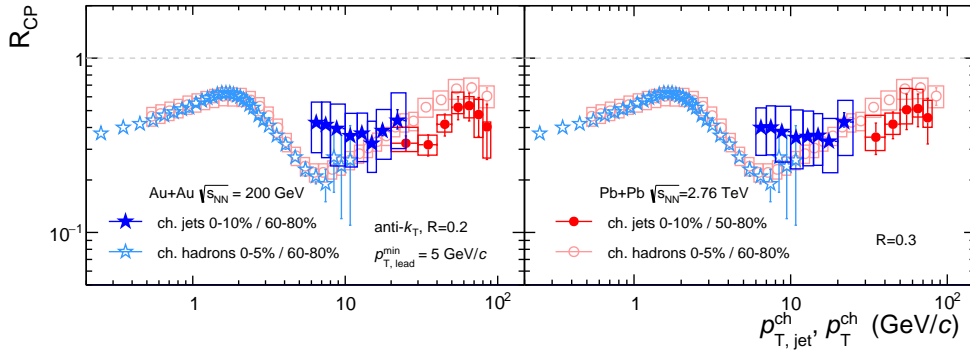 R_CP
1
10^-1
Au+Au √s_NN = 200 GeV
ch. jets 0-10% / 60-80%
ch. hadrons 0-5% / 60-80%
anti-k_T, R=0.2
p_T, lead^min = 5 GeV/c
Pb+Pb √s_NN=2.76 TeV
ch. jets 0-10% / 50-80%
ch. hadrons 0-5% / 60-80%
R=0.3
1 10 10^2 1 10 10^2
p_T, jet^ch, p_T^ch (GeV/c)